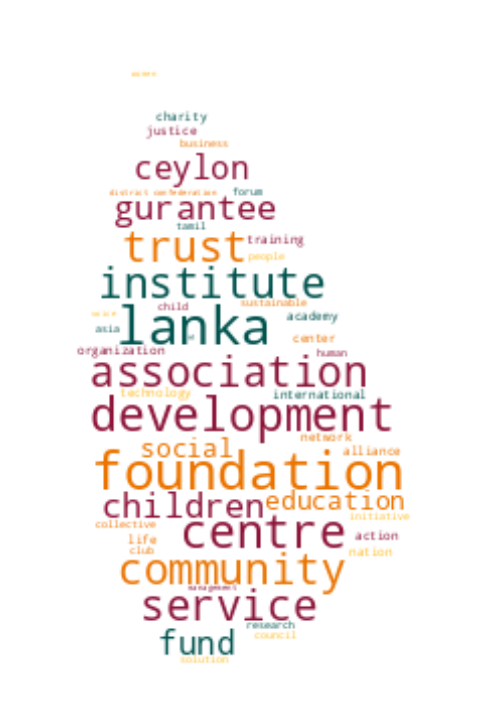 women
charity
justice
business
ceylon
district confederation forum
gurantee
tamil
trust training
people
institute
child sustainable
lanka academy
asia
center
organization human
association
technology international
development
network
social alliance
foundation
children education
initiative
collective centre
life action
club nation
community
management
service
research
council
fund
solution